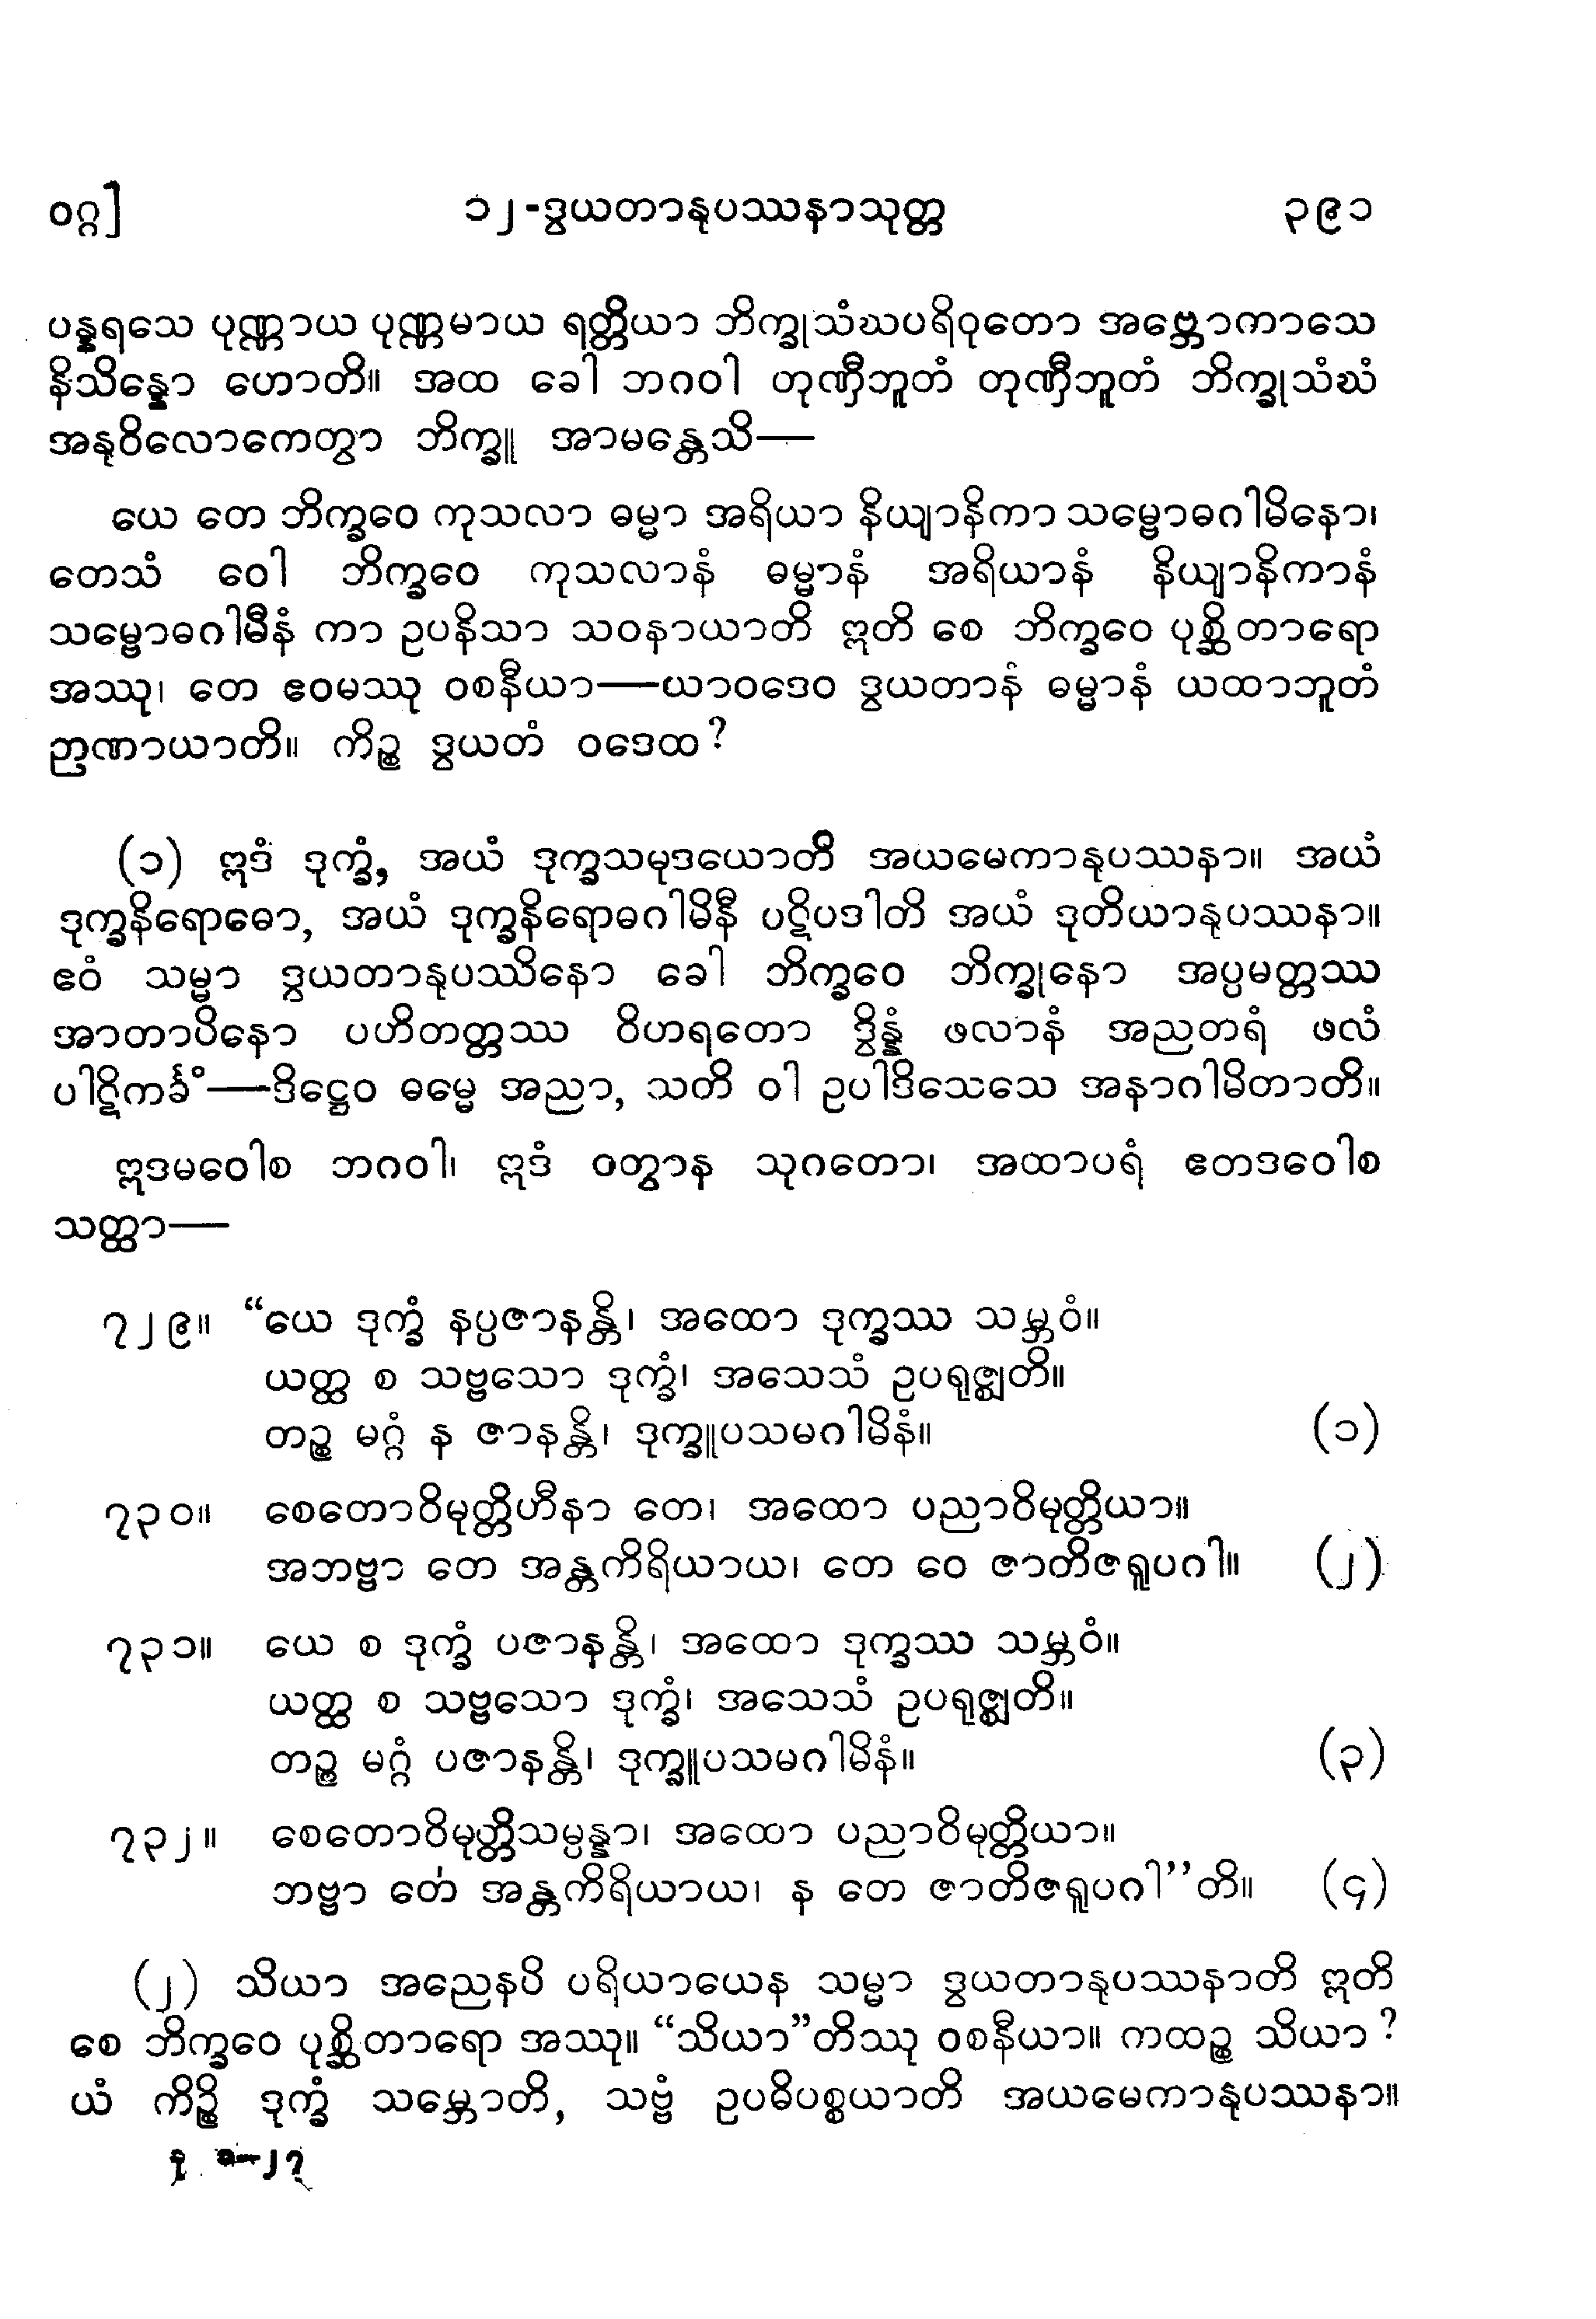 ဝဂ္ဂ] ၁၂-ဒွယတာနုပဿနာသုတ္တ ၃၉၁
ပန္နရသေ ပုဏ္ဏာယ ပုဏ္ဏမာယ ရတ္တိယာ ဘိက္ခုသံဃပရိဝုတော အဗ္ဘောကာသေ
နိသိန္နော ဟောတိ။ အထ ခေါ ဘဂဝါ တုဏှီဘူတံ တုဏှီဘူတံ ဘိက္ခုသံဃံ
အနုဝိလောကေတွာ ဘိက္ခူ အာမန္တေသိ—
ယေ တေ ဘိက္ခဝေ ကုသလာ ဓမ္မာ အရိယာ နိယျာနိကာ သမ္ဗောဓဂါမိနော၊
တေသံ ဝေါ ဘိက္ခဝေ ကုသလာနံ ဓမ္မာနံ အရိယာနံ နိယျာနိကာနံ
သမ္ဗောဓဂါမီနံ ကာ ဥပနိသာ သဝနာယာတိ ဣတိ စေ ဘိက္ခဝေ ပုစ္ဆိတာရော
အဿု၊ တေ ဧဝမဿု ဝစနီယာ—ယာဝဒေဝ ဒွယတာနံ ဓမ္မာနံ ယထာဘူတံ
ဉာဏာယာတိ။ ကိဉ္စ ဒွယတံ ဝဒေထ?
(၁) ဣဒံ ဒုက္ခံ, အယံ ဒုက္ခသမုဒယောတိ အယမေကာနုပဿနာ။ အယံ
ဒုက္ခနိရောဓော, အယံ ဒုက္ခနိရောဓဂါမိနီ ပဋိပဒါတိ အယံ ဒုတိယာနုပဿနာ။
ဧဝံ သမ္မာ ဒွယတာနုပဿိနော ခေါ ဘိက္ခဝေ ဘိက္ခုနော အပ္ပမတ္တဿ
အာတာပိနော ပဟိတတ္တဿ ဝိဟရတော ဒွိန္နံ ဖလာနံ အညတရံ ဖလံ
ပါဋိကင်္ခံ—ဒိဋ္ဌေဝ ဓမ္မေ အညာ, သတိ ဝါ ဥပါဒိသေသေ အနာဂါမိတာတိ။
ဣဒမဝေါစ ဘဂဝါ၊ ဣဒံ ဝတွာန သုဂတော၊ အထာပရံ ဧတဒဝေါစ
သတ္ထာ—
၇၂၉။ “ယေ ဒုက္ခံ နပ္ပဇာနန္တိ၊ အထော ဒုက္ခဿ သမ္ဘဝံ။
ယတ္ထ စ သဗ္ဗသော ဒုက္ခံ၊ အသေသံ ဥပရုဇ္ဈတိ။
တဉ္စ မဂ္ဂံ န ဇာနန္တိ၊ ဒုက္ခူပသမဂါမိနံ။ (၁)
၇၃၀။ စေတောဝိမုတ္တိဟီနာ တေ၊ အထော ပညာဝိမုတ္တိယာ။
အဘဗ္ဗာ တေ အန္တကိရိယာယ၊ တေ ဝေ ဇာတိဇရူပဂါ။ (၂)
၇၃၁။ ယေ စ ဒုက္ခံ ပဇာနန္တိ၊ အထော ဒုက္ခဿ သမ္ဘဝံ။
ယတ္ထ စ သဗ္ဗသော ဒုက္ခံ၊ အသေသံ ဥပရုဇ္ဈတိ။
တဉ္စ မဂ္ဂံ ပဇာနန္တိ၊ ဒုက္ခူပသမဂါမိနံ။ (၃)
၇၃၂။ စေတောဝိမုတ္တိသမ္ပန္နာ၊ အထော ပညာဝိမုတ္တိယာ။
ဘဗ္ဗာ တေ အန္တကိရိယာယ၊ န တေ ဇာတိဇရူပဂါ”တိ။ (၄)
(၂) သိယာ အညေနပိ ပရိယာယေန သမ္မာ ဒွယတာနုပဿနာတိ ဣတိ
စေ ဘိက္ခဝေ ပုစ္ဆိတာရော အဿု။ “သိယာ”တိဿု ဝစနီယာ။ ကထဉ္စ သိယာ?
ယံ ကိဉ္စိ ဒုက္ခံ သမ္ဘောတိ, သဗ္ဗံ ဥပဓိပစ္စယာတိ အယမေကာနုပဿနာ။